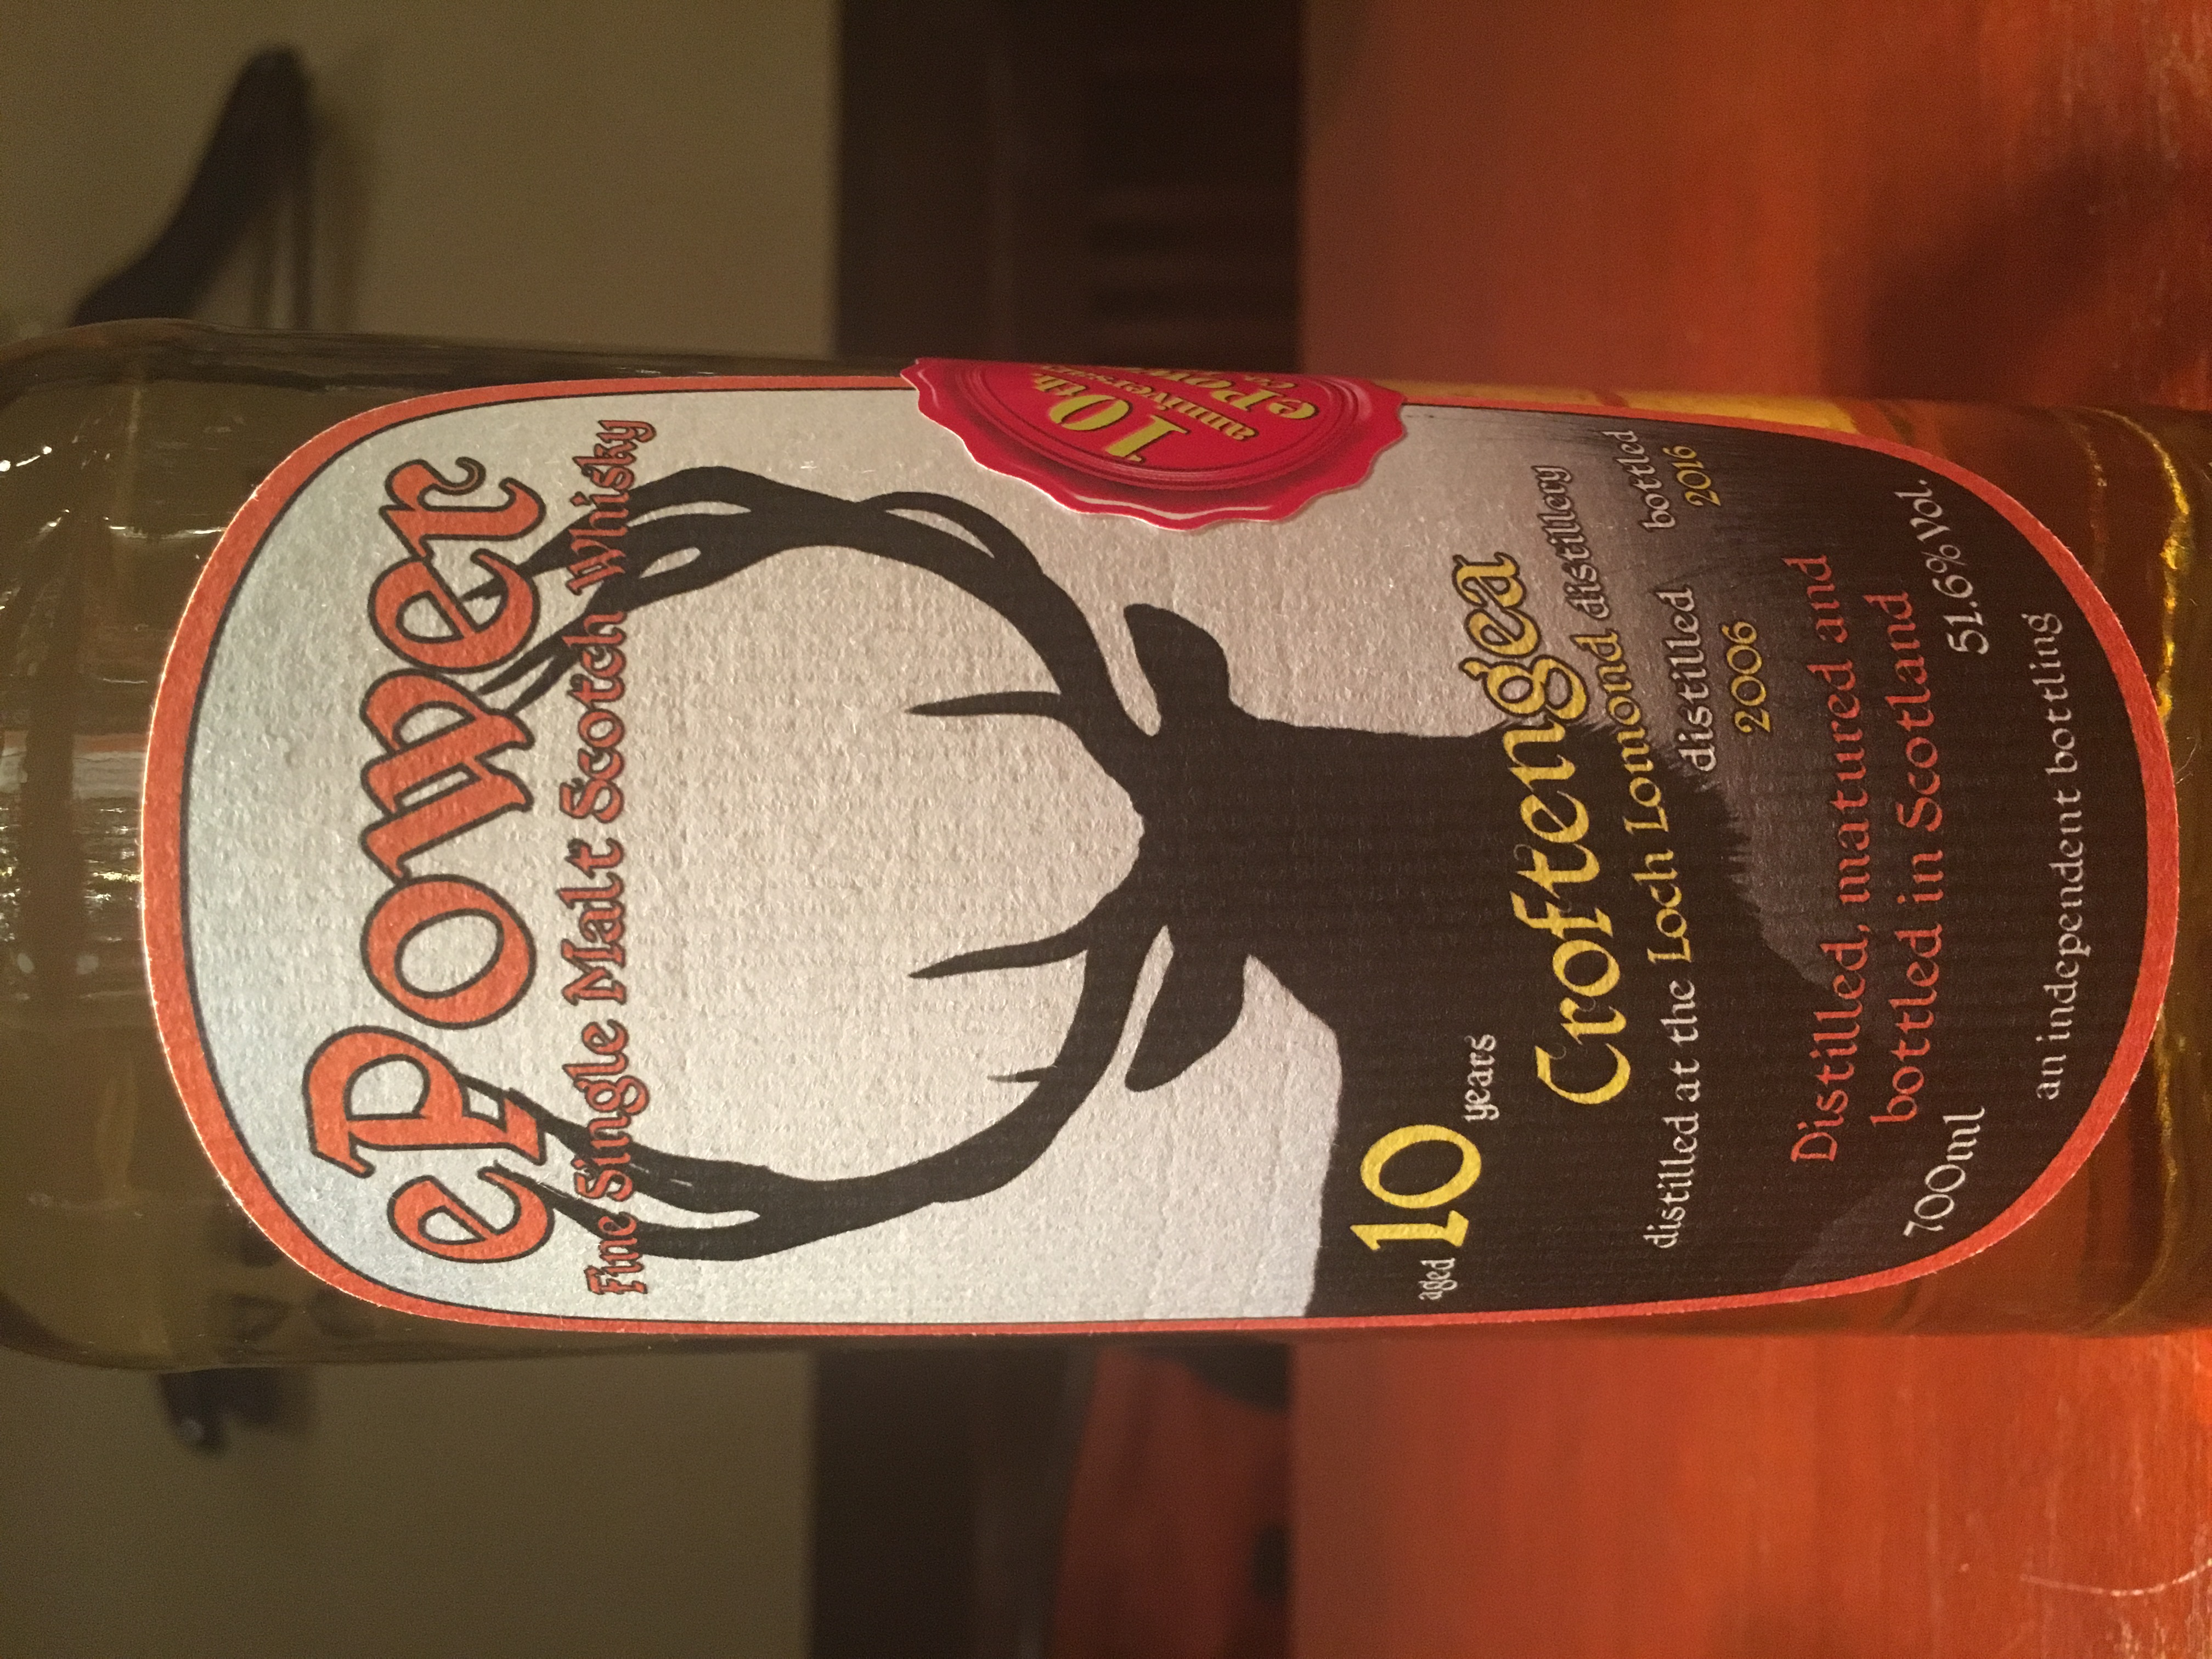 ePower
Fine Single Malt Scotch Whisky
10th
anniversary
ePower
aged 10 years
Croftengea
distilled at the Loch Lomond distillery
distilled bottled
2006 2016
Distilled, matured and
bottled in Scotland
700ml 51.6%Vol.
an independent bottling